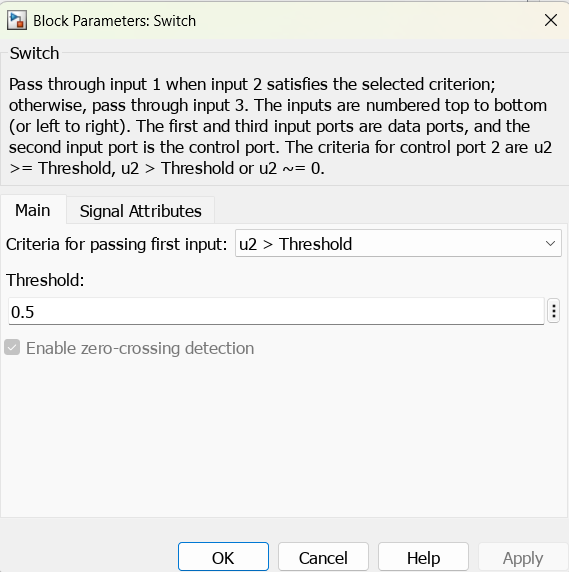 Block Parameters: Switch
Switch
Pass through input 1 when input 2 satisfies the selected criterion;
otherwise, pass through input 3. The inputs are numbered top to bottom
(or left to right). The first and third input ports are data ports, and the
second input port is the control port. The criteria for control port 2 are u2
>= Threshold, u2 > Threshold or u2 ~= 0.
Main
Signal Attributes
Criteria for passing first input: u2 > Threshold
Threshold:
0.5
Enable zero-crossing detection
OK
Cancel
Help
Apply